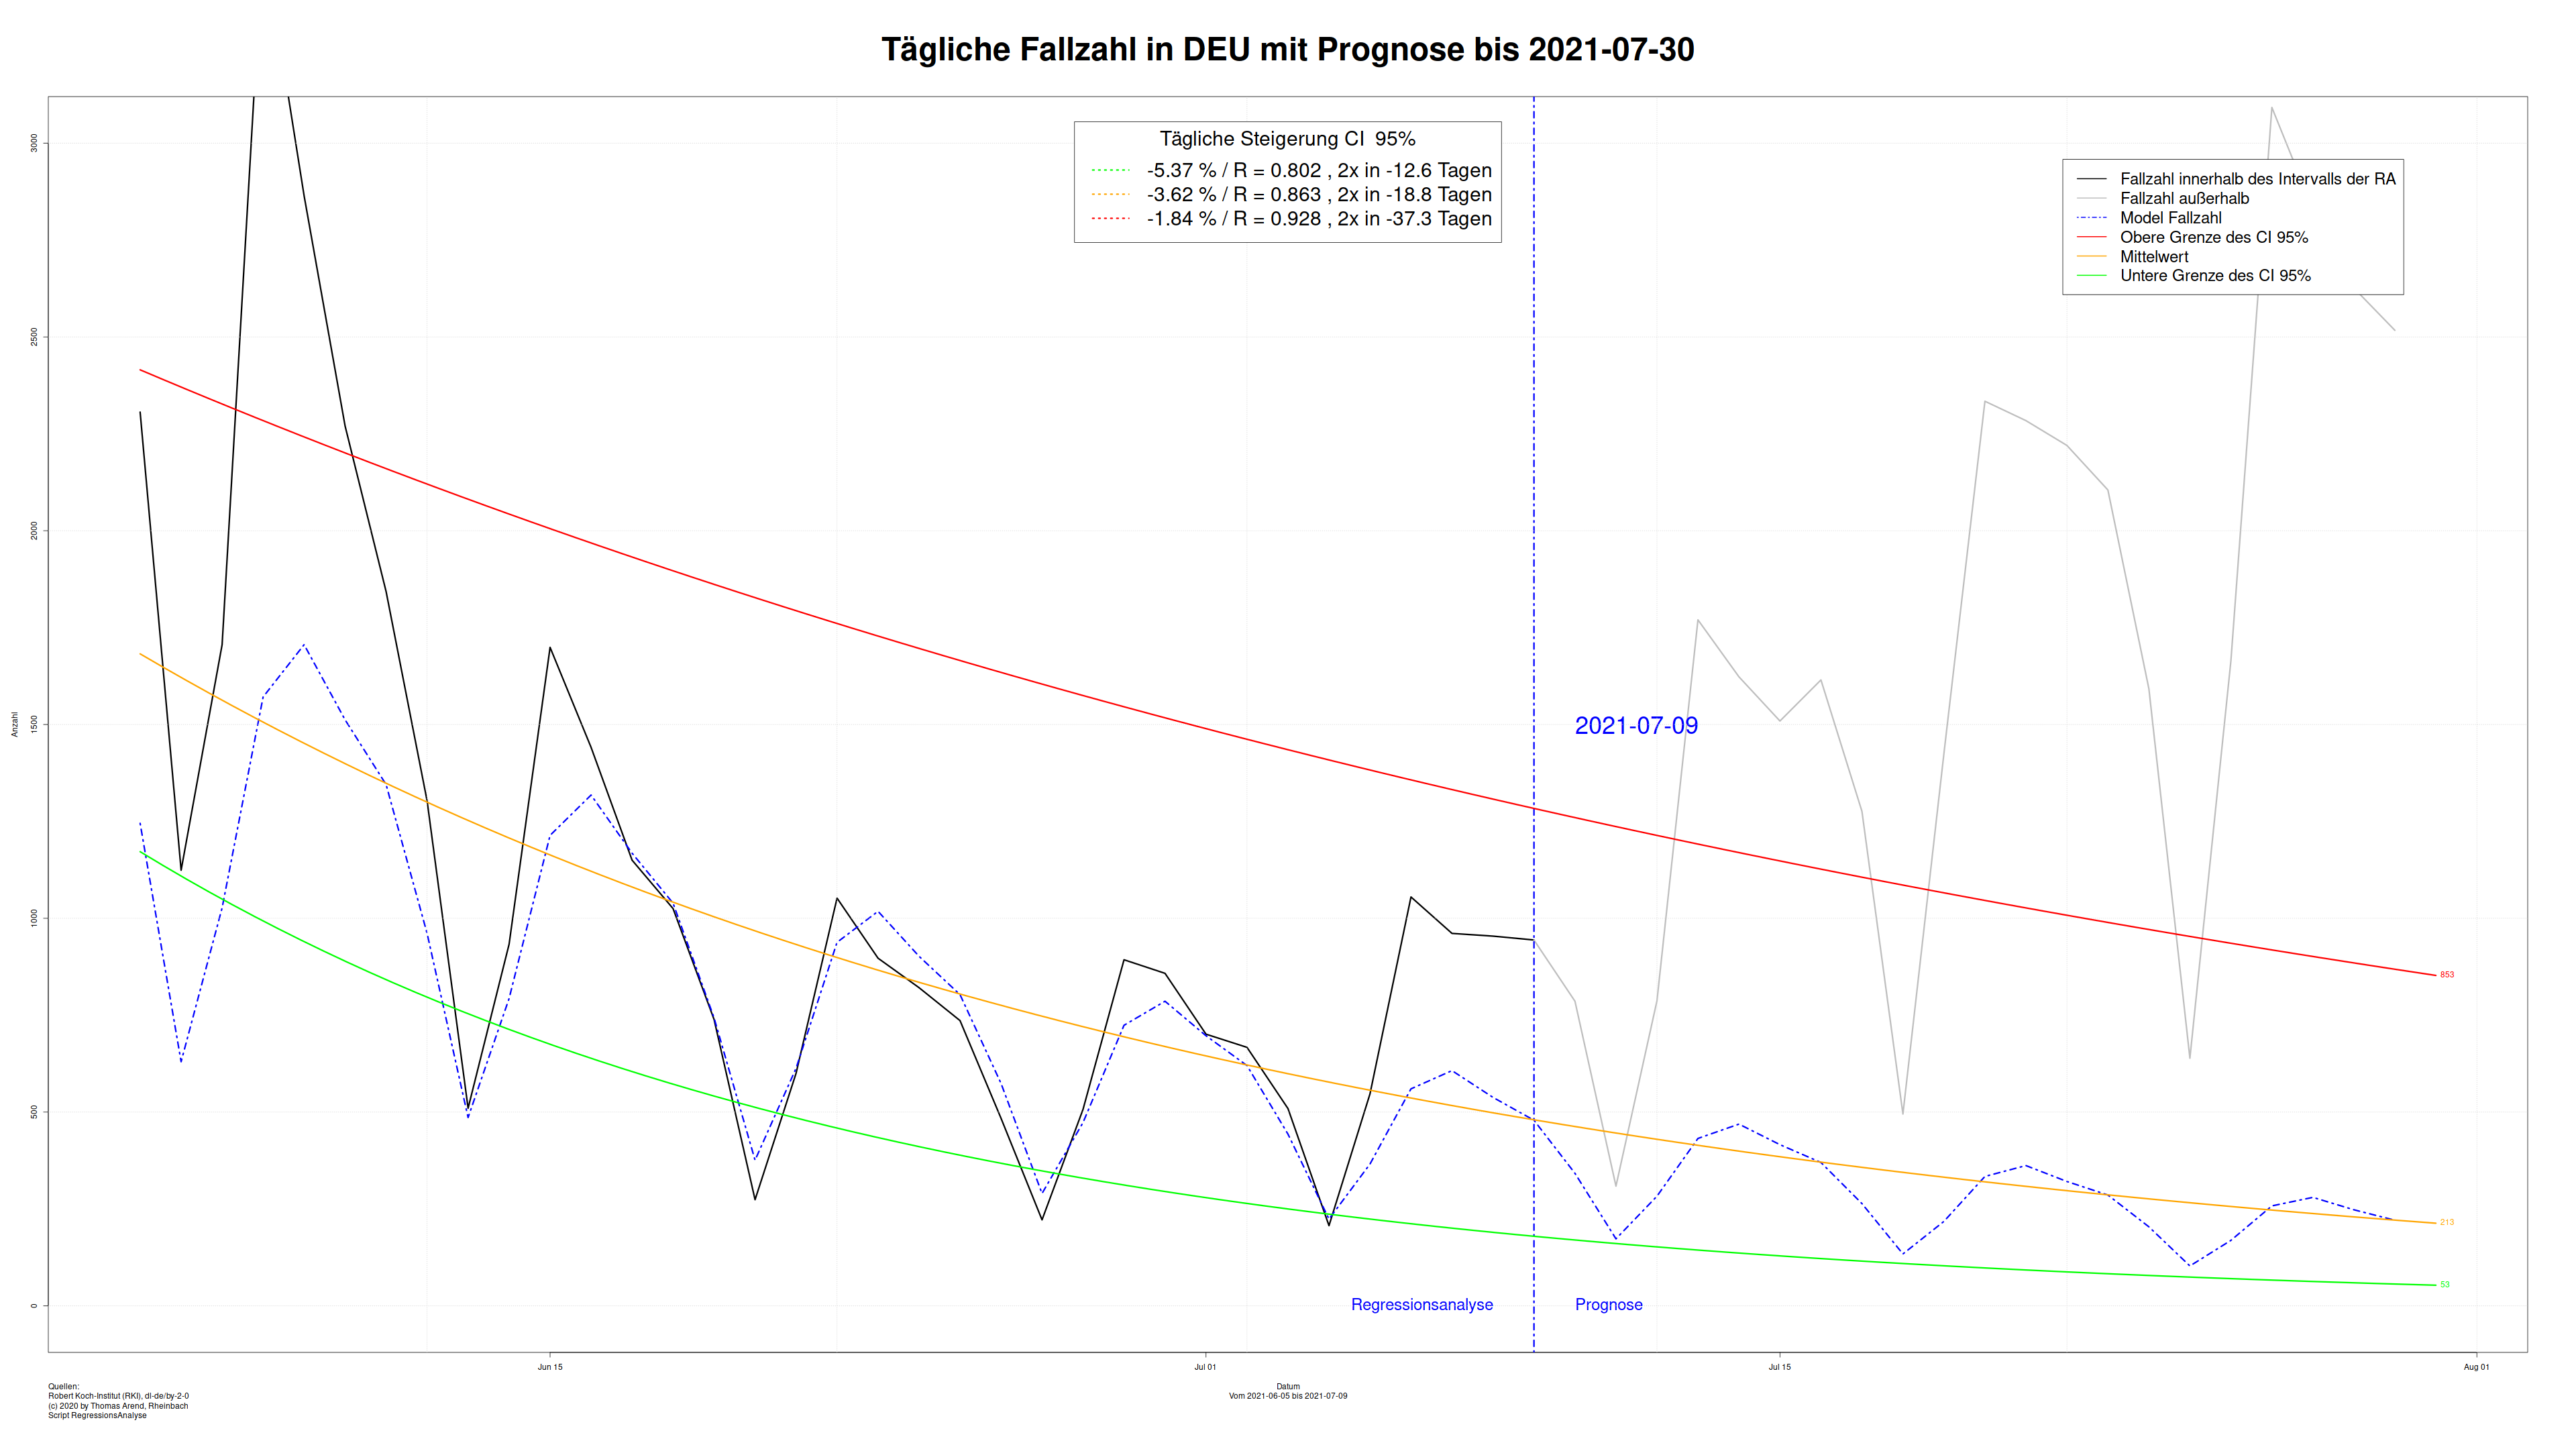 Tägliche Fallzahl in DEU mit Prognose bis 2021-07-30
Tägliche Steigerung CI  95%
-5.37 % / R = 0.802 , 2x in -12.6 Tagen
-3.62 % / R = 0.863 , 2x in -18.8 Tagen
-1.84 % / R = 0.928 , 2x in -37.3 Tagen
Fallzahl innerhalb des Intervalls der RA
Fallzahl außerhalb
Model Fallzahl
Obere Grenze des CI 95%
Mittelwert
Untere Grenze des CI 95%
Anzahl
3000
2500
2000
1500
1000
500
0
2021-07-09
853
213
53
Regressionsanalyse
Prognose
Jun 15
Jul 01
Jul 15
Aug 01
Datum
Vom 2021-06-05 bis 2021-07-09
Quellen:
Robert Koch-Institut (RKI), dl-de/by-2-0
(c) 2020 by Thomas Arend, Rheinbach
Script RegressionsAnalyse